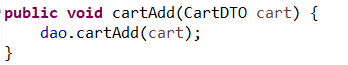 public void cartAdd(CartDTO cart) {
    dao.cartAdd(cart);
}